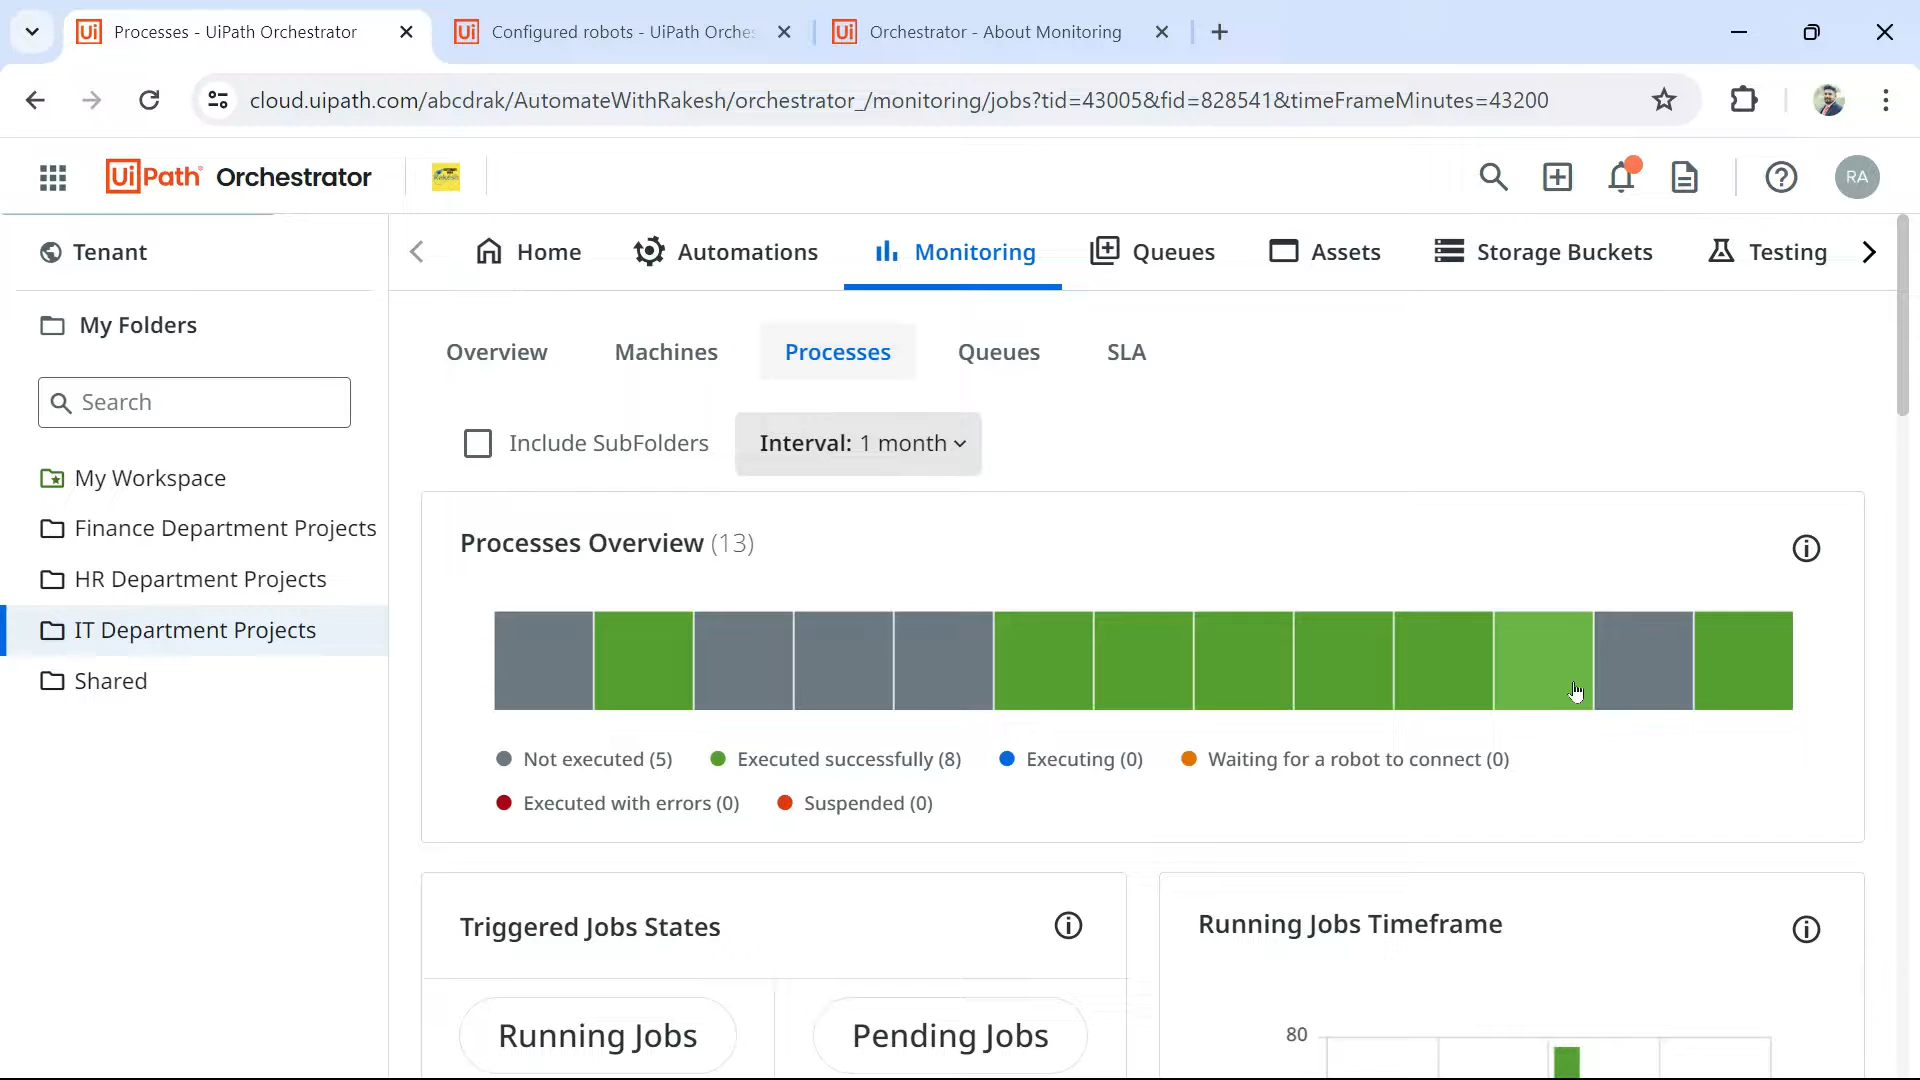 Processes - UiPath Orchestrator
Configured robots - UiPath Orches
Orchestrator - About Monitoring
cloud.uipath.com/abcdrak/AutomateWithRakesh/orchestrator_/monitoring/jobs?tid=43005&fid=828541&timeFrameMinutes=43200
UiPath Orchestrator
RA
Tenant
Home
Automations
Monitoring
Queues
Assets
Storage Buckets
Testing
My Folders
Search
My Workspace
Finance Department Projects
HR Department Projects
IT Department Projects
Shared
Overview
Machines
Processes
Queues
SLA
Include SubFolders
Interval: 1 month
Processes Overview (13)
Not executed (5)
Executed successfully (8)
Executing (0)
Waiting for a robot to connect (0)
Executed with errors (0)
Suspended (0)
Triggered Jobs States
Running Jobs
Pending Jobs
Running Jobs Timeframe
80